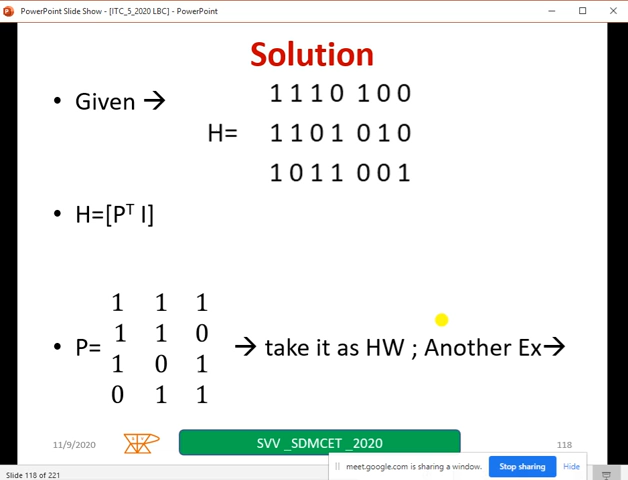 PowerPoint Slide Show - [ITC_5_2020 LBC] - PowerPoint
Solution
• Given →
1 1 1 0 1 0 0
H= 1 1 0 1 0 1 0
1 0 1 1 0 0 1
• H=[Pᵀ I]
1 1 1
1 1 0
• P= → take it as HW ; Another Ex→
1 0 1
0 1 1
11/9/2020 SVV _SDMCET _2020 118
meet.google.com is sharing a window. Stop sharing Hide
Slide 118 of 221